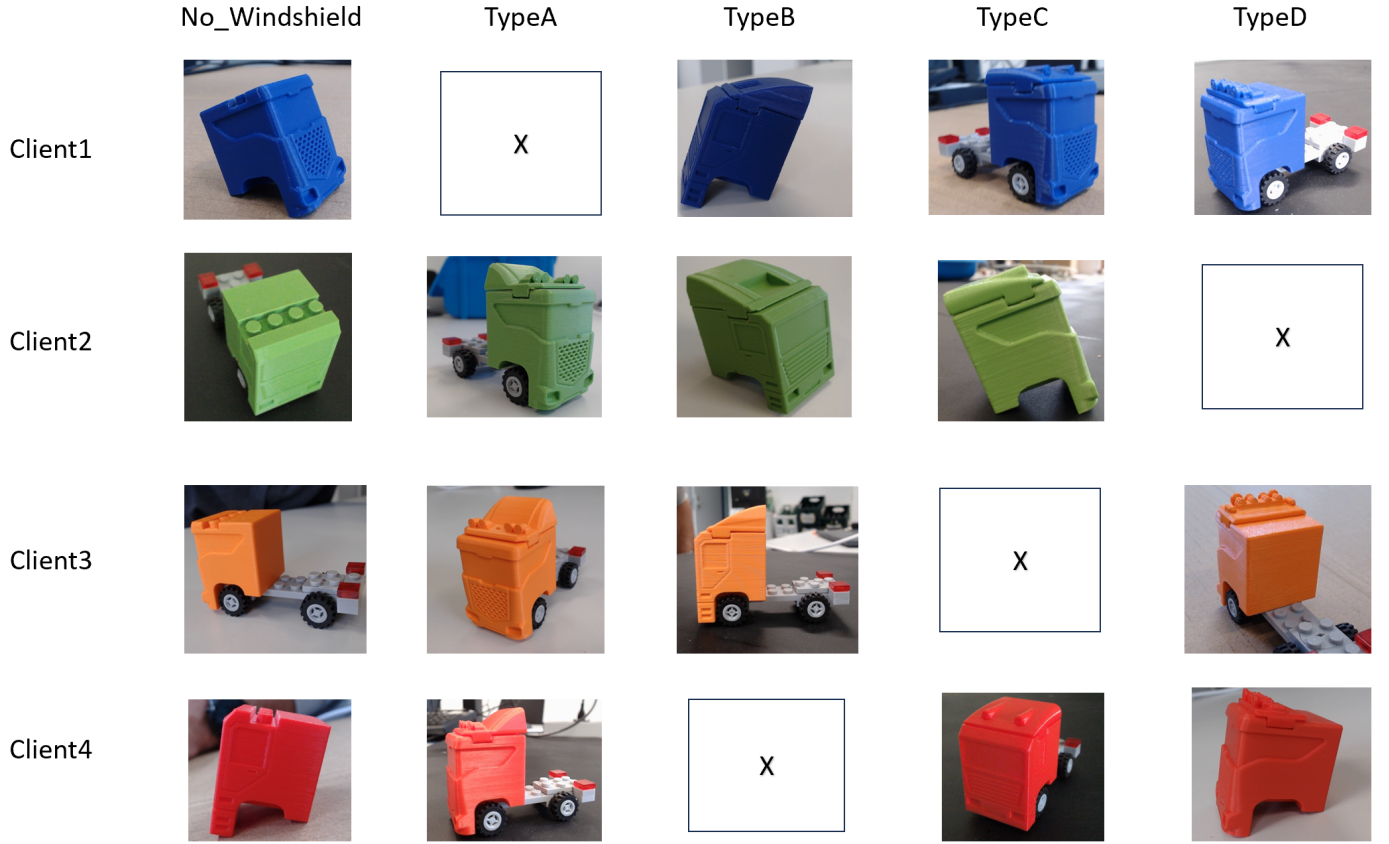 No_Windshield TypeA TypeB TypeC TypeD
Client1 X
Client2 X
Client3 X
Client4 X